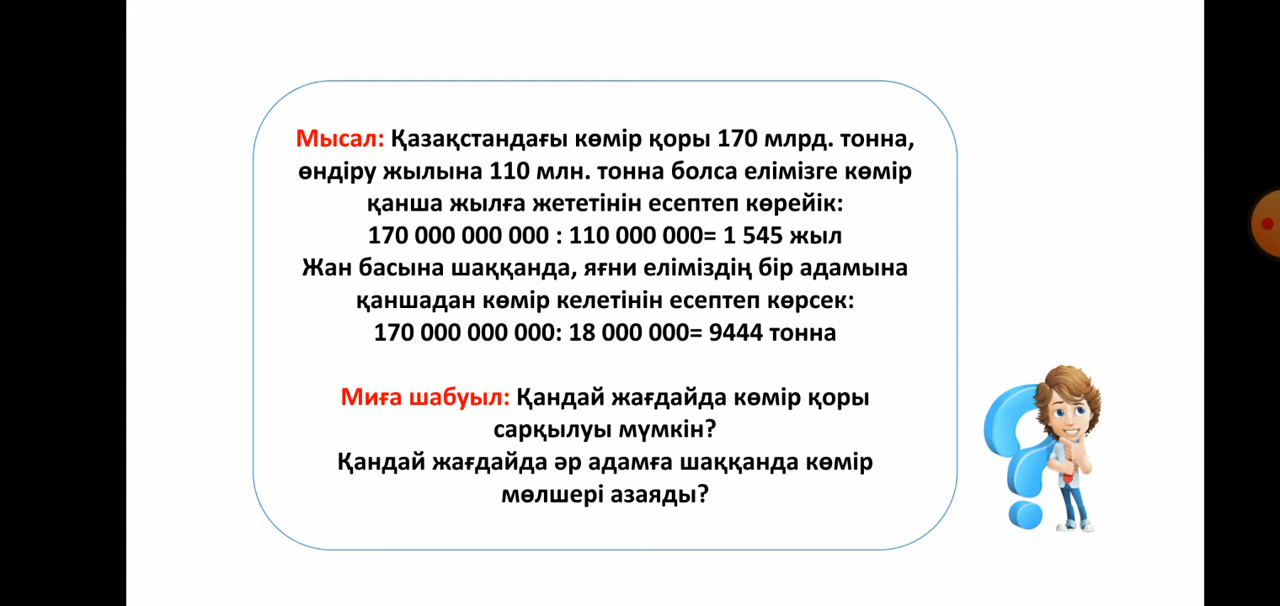 Мысал: Қазақстандағы көмір қоры 170 млрд. тонна,
өндіру жылына 110 млн. тонна болса елімізге көмір
қанша жылға жететінін есептеп көрейік:
170 000 000 000 : 110 000 000= 1 545 жыл
Жан басына шаққанда, яғни еліміздің бір адамына
қаншадан көмір келетінін есептеп көрсек:
170 000 000 000: 18 000 000= 9444 тонна
Миға шабуыл: Қандай жағдайда көмір қоры
сарқылуы мүмкін?
Қандай жағдайда әр адамға шаққанда көмір
мөлшері азаяды?